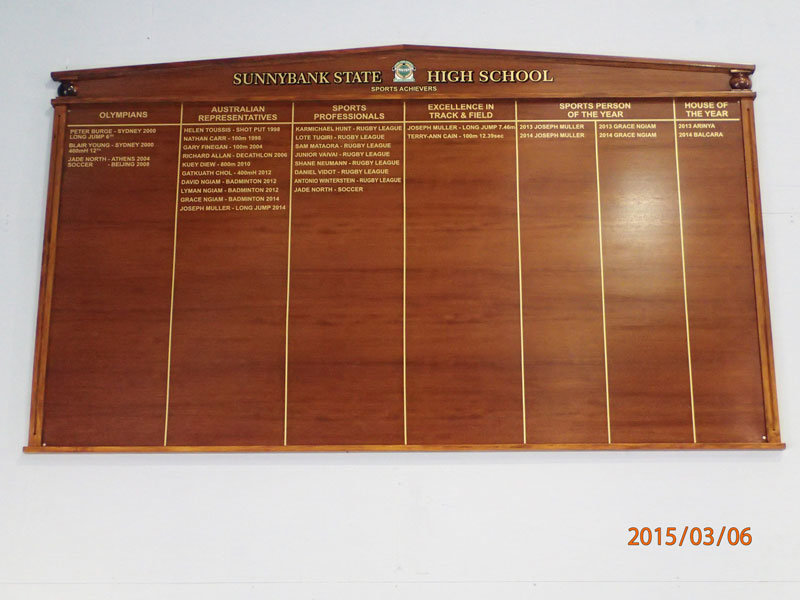 SUNNYBANK STATE HIGH SCHOOL
SPORTS ACHIEVERS
OLYMPIANS
PETER BURGE - SYDNEY 2000
LONG JUMP 6TH
BLAIR YOUNG - SYDNEY 2000
400mH 12TH
JADE NORTH - ATHENS 2004
SOCCER - BEIJING 2008
AUSTRALIAN
REPRESENTATIVES
HELEN TOUSSIS - SHOT PUT 1998
NATHAN CARR - 100m 1998
GARY FINEGAN - 100m 2004
RICHARD ALLAN - DECATHLON 2006
KUEY DIEW - 800m 2010
GATKUATH CHOL - 400mH 2012
DAVID NGIAM - BADMINTON 2012
LYMAN NGIAM - BADMINTON 2012
GRACE NGIAM - BADMINTON 2014
JOSEPH MULLER - LONG JUMP 2014
SPORTS
PROFESSIONALS
KARMICHAEL HUNT - RUGBY LEAGUE
LOTE TUQIRI - RUGBY LEAGUE
SAM MATAORA - RUGBY LEAGUE
JUNIOR VAIVAI - RUGBY LEAGUE
SHANE NEUMANN - RUGBY LEAGUE
DANIEL VIDOT - RUGBY LEAGUE
ANTONIO WINTERSTEIN - RUGBY LEAGUE
JADE NORTH - SOCCER
EXCELLENCE IN
TRACK & FIELD
JOSEPH MULLER - LONG JUMP 7.46m
TERRY-ANN CAIN - 100m 12.39sec
SPORTS PERSON
OF THE YEAR
2013 JOSEPH MULLER
2014 JOSEPH MULLER
2013 GRACE NGIAM
2014 GRACE NGIAM
HOUSE OF
THE YEAR
2013 ARINYA
2014 BALCARA
2015/03/06